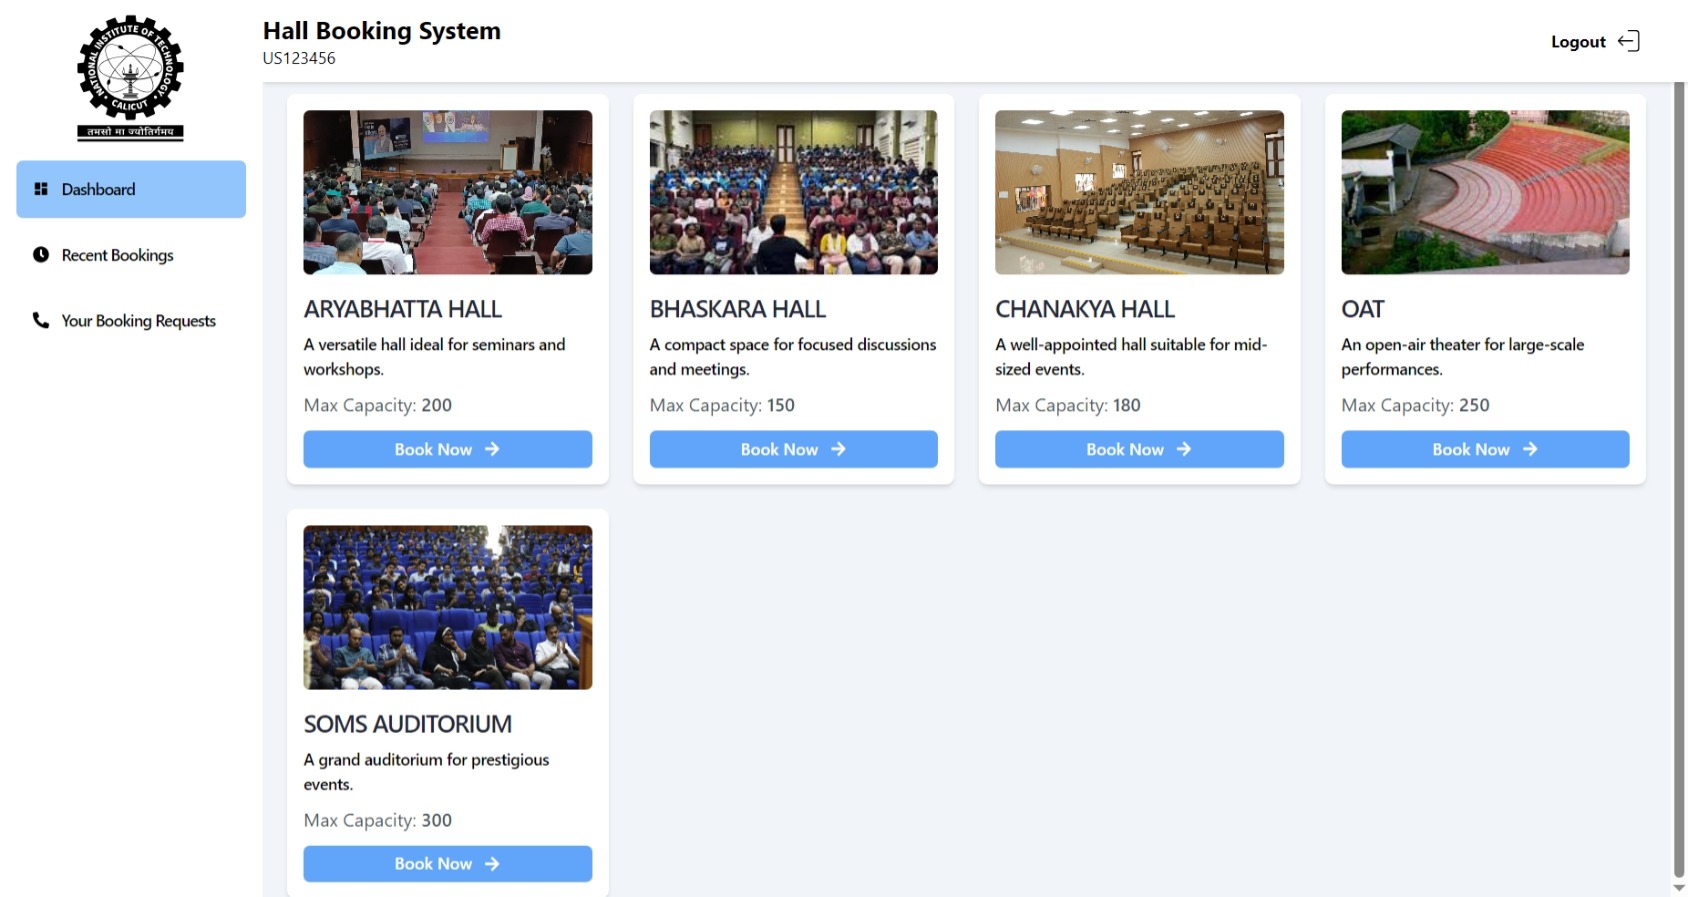 NATIONAL INSTITUTE OF TECHNOLOGY
CALICUT
तमसो मा ज्योतिर्गमय
Hall Booking System
US123456
Logout
Dashboard
Recent Bookings
Your Booking Requests
ARYABHATTA HALL
A versatile hall ideal for seminars and
workshops.
Max Capacity: 200
Book Now
BHASKARA HALL
A compact space for focused discussions
and meetings.
Max Capacity: 150
Book Now
CHANAKYA HALL
A well-appointed hall suitable for mid-
sized events.
Max Capacity: 180
Book Now
OAT
An open-air theater for large-scale
performances.
Max Capacity: 250
Book Now
SOMS AUDITORIUM
A grand auditorium for prestigious
events.
Max Capacity: 300
Book Now